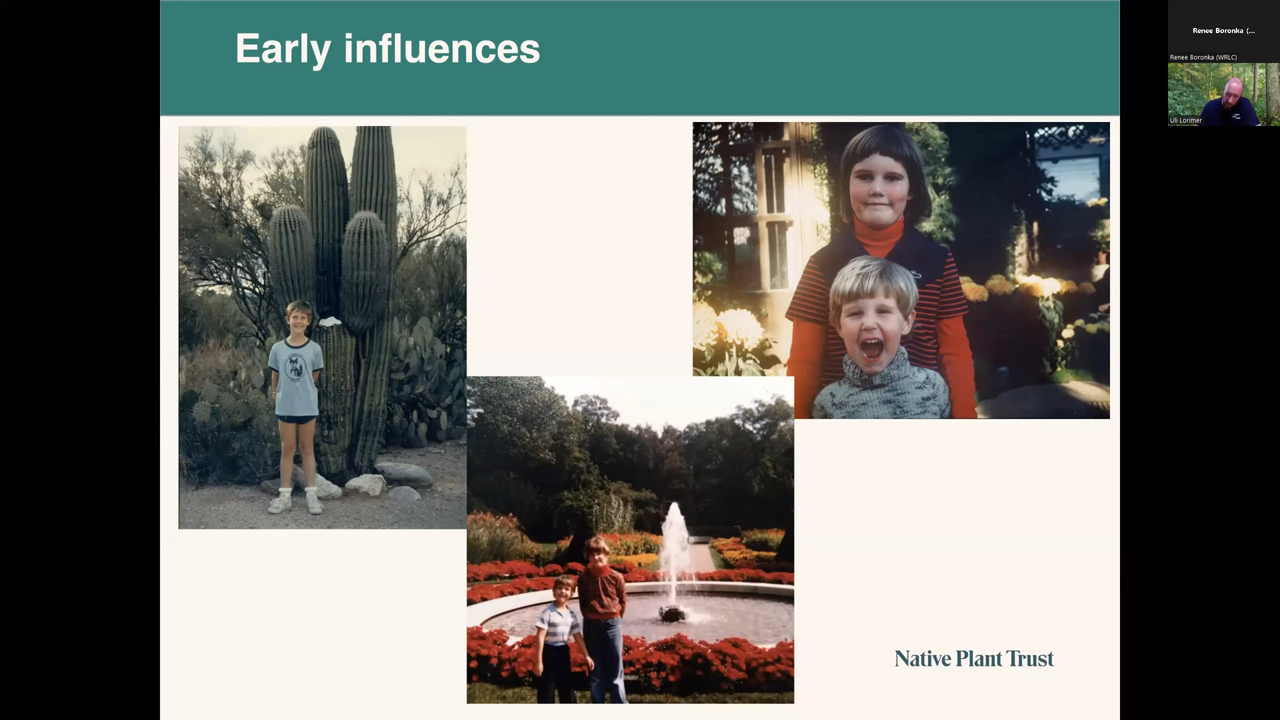 Early influences
Renee Boronka (...
Renee Boronka (WRLC)
Uli Lorimer
Native Plant Trust